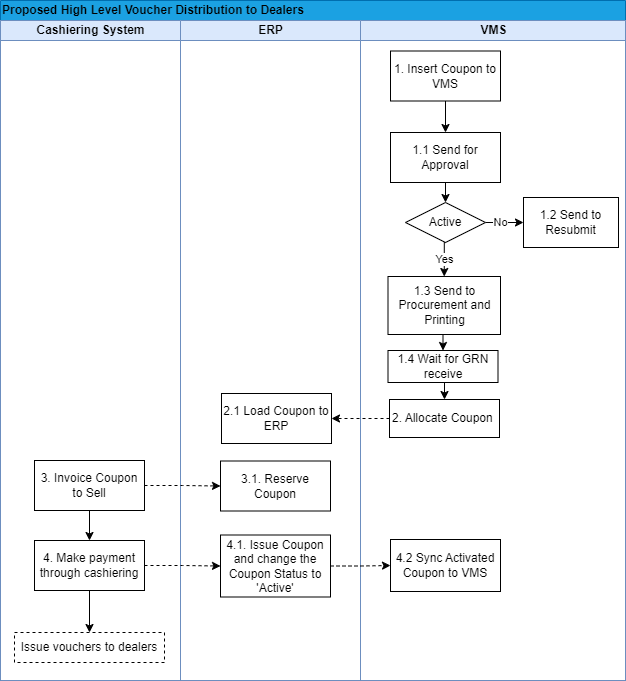 Proposed High Level Voucher Distribution to Dealers
Cashiering System
ERP
VMS
1. Insert Coupon to
VMS
1.1 Send for
Approval
Active
No
1.2 Send to
Resubmit
Yes
1.3 Send to
Procurement and
Printing
1.4 Wait for GRN
receive
2.1 Load Coupon to
ERP
2. Allocate Coupon
3. Invoice Coupon
to Sell
3.1. Reserve
Coupon
4. Make payment
through cashiering
4.1. Issue Coupon
and change the
Coupon Status to
'Active'
4.2 Sync Activated
Coupon to VMS
Issue vouchers to dealers